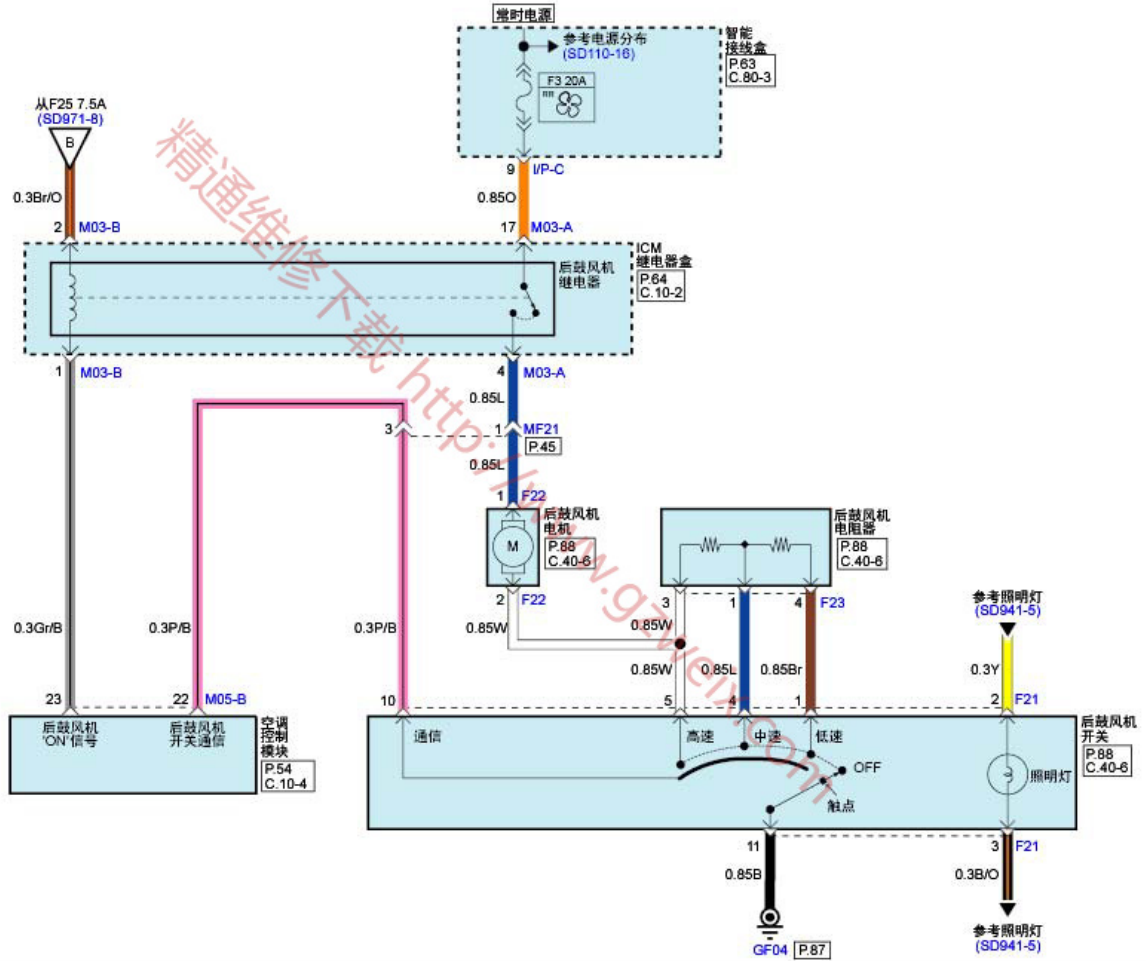 常时电源
参考电源分布
(SD110-16)
智能
接线盒
P.63
C.80-3
F3 20A
从F25 7.5A
(SD971-8)
B
9 I/P-C
0.3Br/O
0.85O
2 M03-B
17 M03-A
ICM
继电器盒
P.64
C.10-2
后鼓风机
继电器
1 M03-B
4 M03-A
0.85L
3
1 MF21
P.45
0.85L
1 F22
后鼓风机
电机
P.88
C.40-6
M
后鼓风机
电阻器
P.88
C.40-6
2 F22
3
1
4 F23
参考照明灯
(SD941-5)
0.3Gr/B
0.3P/B
0.3P/B
0.85W
0.85W
0.85W
0.85L
0.85Br
0.3Y
23
22 M05-B
10
5
4
1
2 F21
后鼓风机
'ON'信号
后鼓风机
开关通信
空调
控制
模块
P.54
C.10-4
通信
高速
中速
低速
OFF
触点
照明灯
后鼓风机
开关
P.88
C.40-6
11
3 F21
0.85B
0.3B/O
GF04 P.87
参考照明灯
(SD941-5)
精通维修下载 http://www.gzweix.com